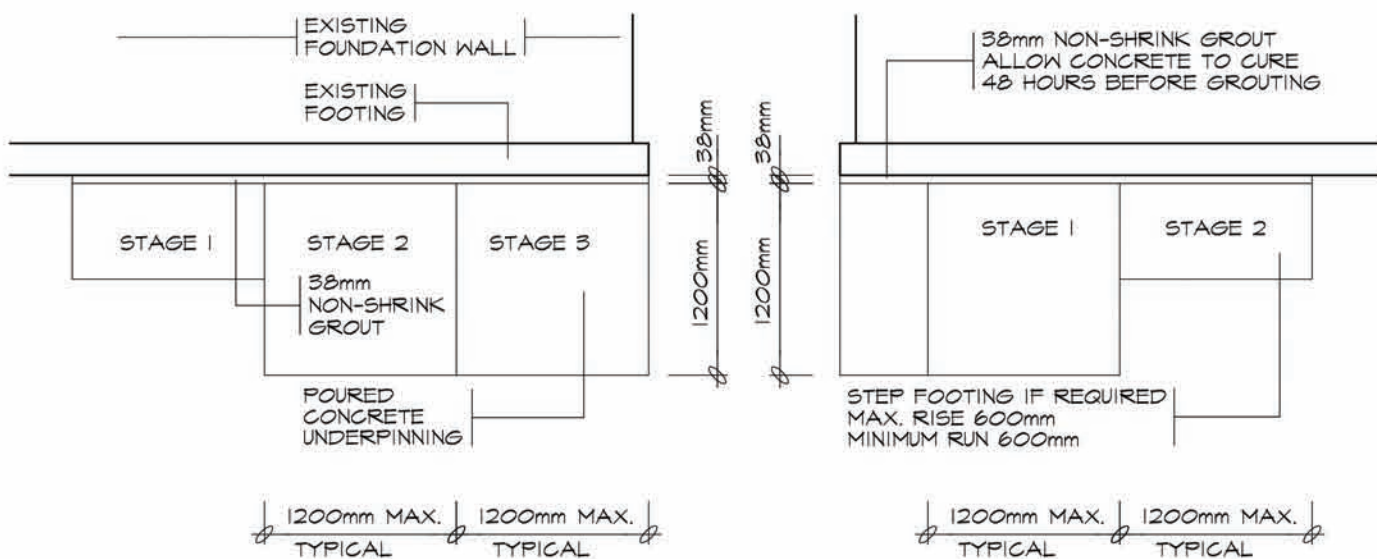 EXISTING
FOUNDATION WALL
EXISTING
FOOTING
38mm NON-SHRINK GROUT
ALLOW CONCRETE TO CURE
48 HOURS BEFORE GROUTING
38mm
38mm
STAGE 1
STAGE 2
STAGE 3
STAGE 1
STAGE 2
38mm
NON-SHRINK
GROUT
1200mm
1200mm
POURED
CONCRETE
UNDERPINNING
STEP FOOTING IF REQUIRED
MAX. RISE 600mm
MINIMUM RUN 600mm
1200mm MAX.
TYPICAL
1200mm MAX.
TYPICAL
1200mm MAX.
TYPICAL
1200mm MAX.
TYPICAL